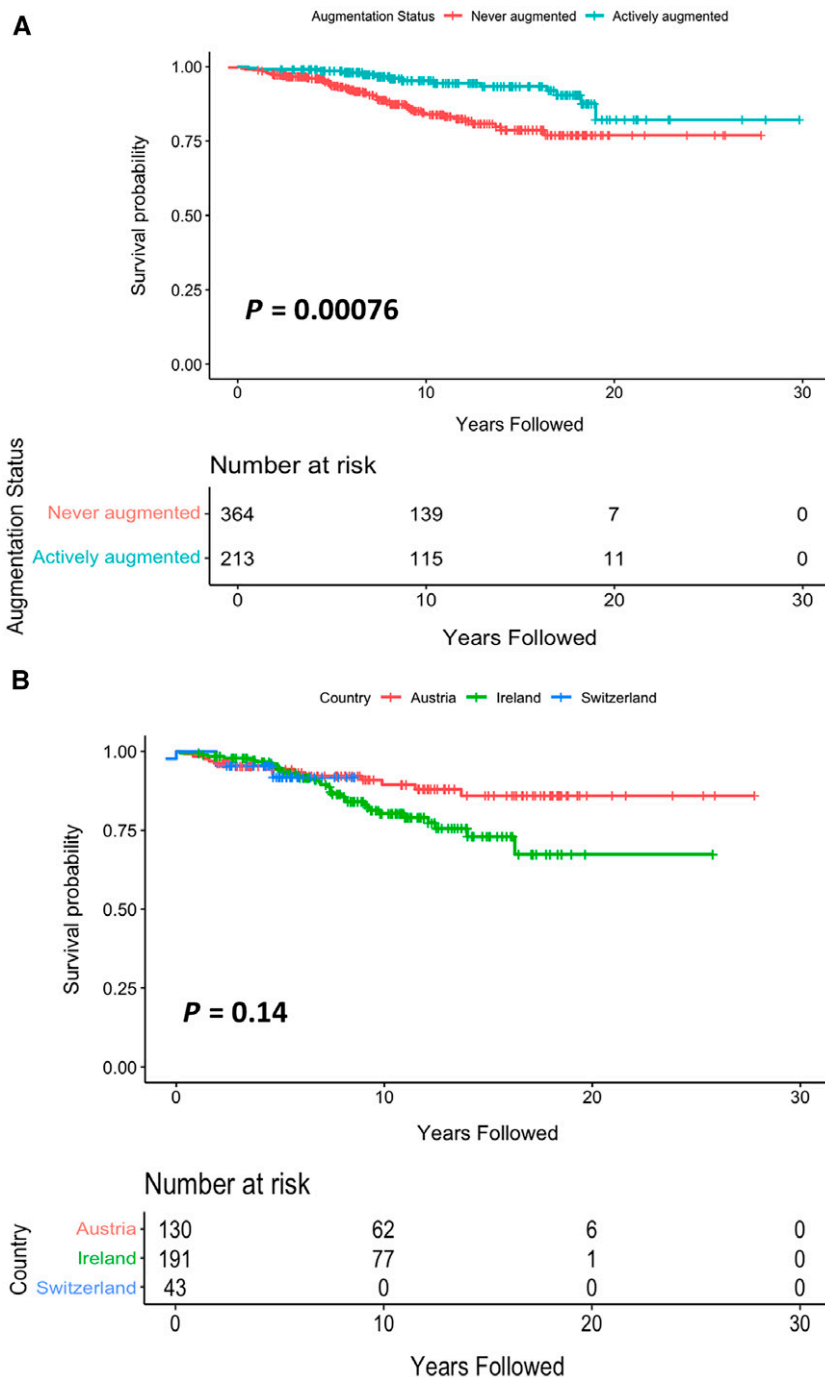 A
Augmentation Status Never augmented Actively augmented
1.00
0.75
0.50
0.25
0.00
Survival probability
P = 0.00076
0 10 20 30
Years Followed
Augmentation Status
Number at risk
Never augmented 364 139 7 0
Actively augmented 213 115 11 0
0 10 20 30
Years Followed
B
Country Austria Ireland Switzerland
1.00
0.75
0.50
0.25
0.00
Survival probability
P = 0.14
0 10 20 30
Years Followed
Number at risk
Country
Austria 130 62 6 0
Ireland 191 77 1 0
Switzerland 43 0 0 0
0 10 20 30
Years Followed